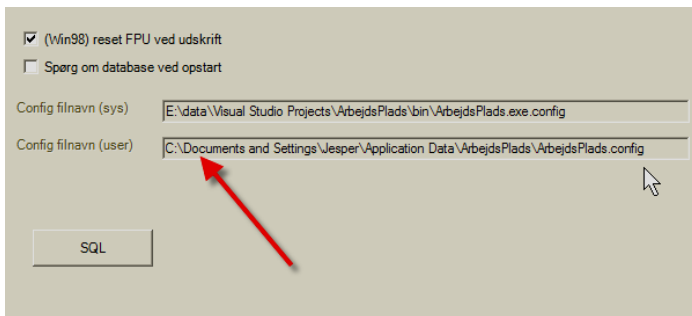 (Win98) reset FPU ved udskrift
Spørg om database ved opstart
Config filnavn (sys) E:\data\Visual Studio Projects\ArbejdsPlads\bin\ArbejdsPlads.exe.config
Config filnavn (user) C:\Documents and Settings\Jesper\Application Data\ArbejdsPlads\ArbejdsPlads.config
SQL